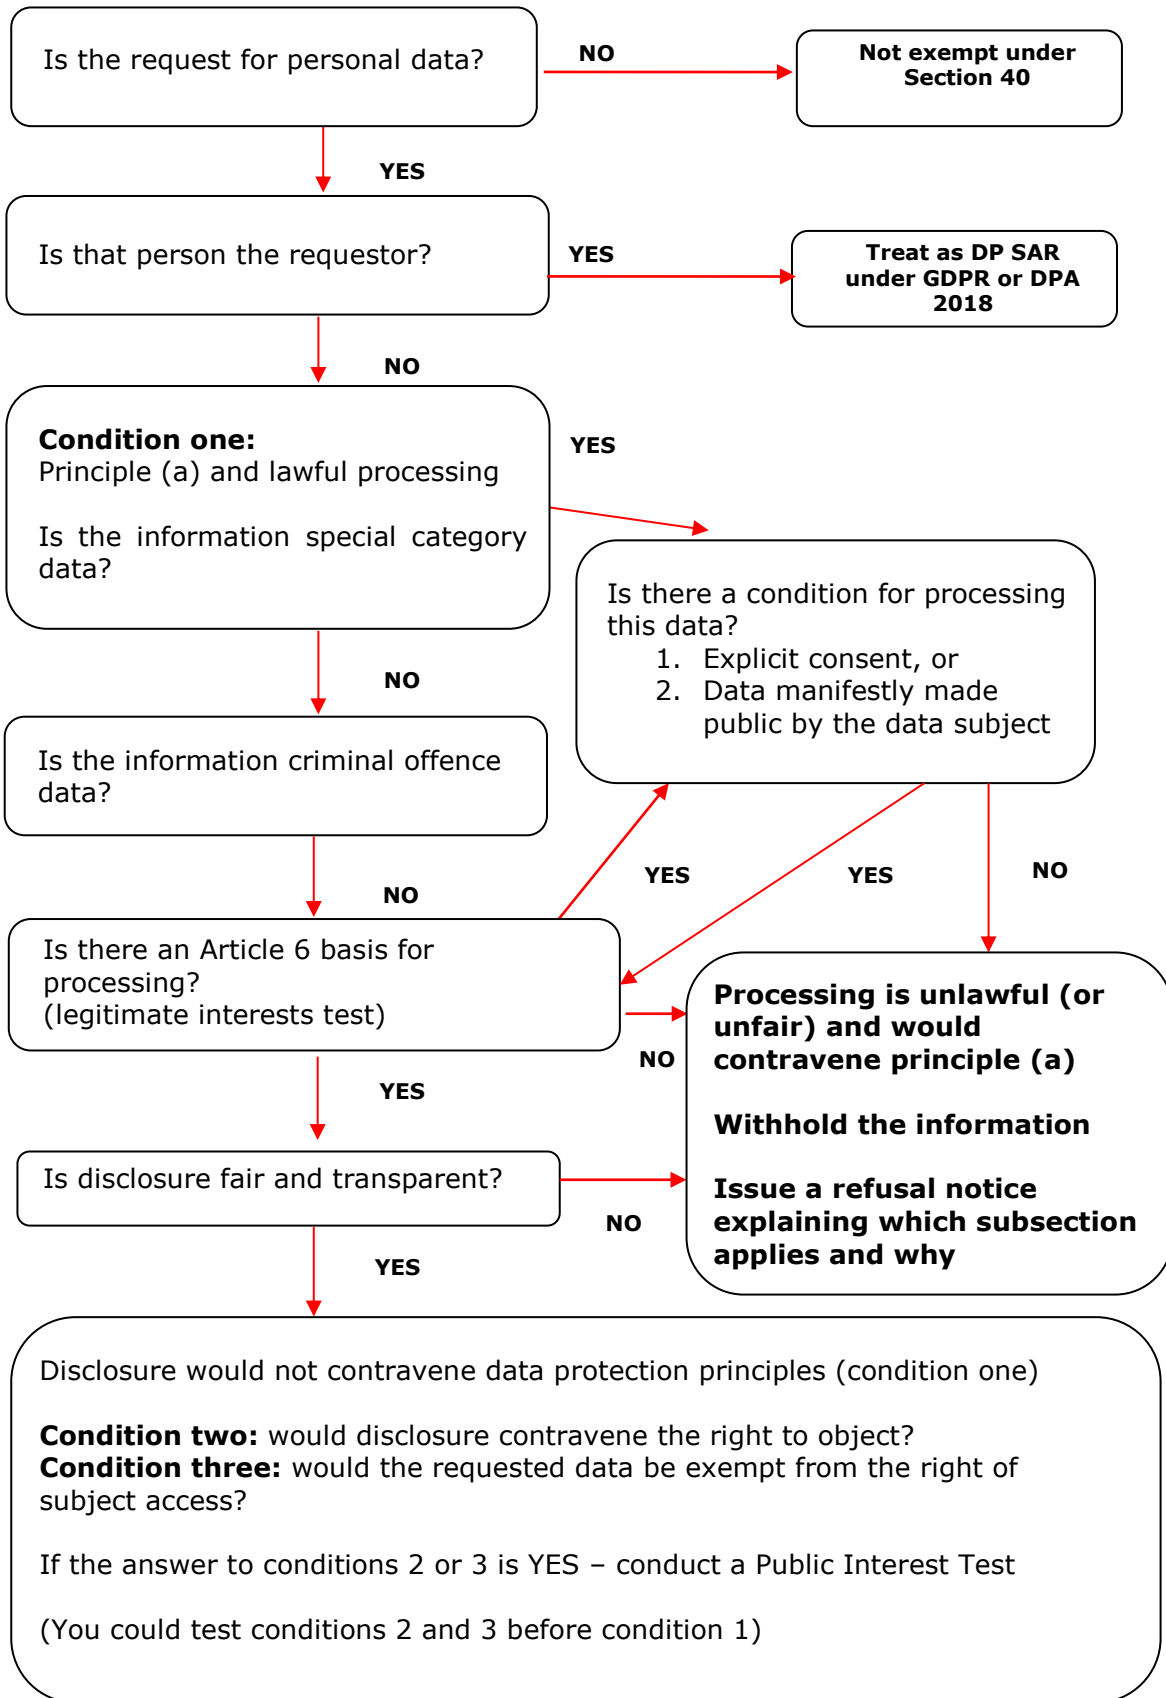 Is the request for personal data?
NO
Not exempt under
Section 40
YES
Is that person the requestor?
YES
Treat as DP SAR
under GDPR or DPA
2018
NO
Condition one:
Principle (a) and lawful processing
Is the information special category
data?
YES
Is there a condition for processing
this data?
1. Explicit consent, or
2. Data manifestly made
public by the data subject
NO
Is the information criminal offence
data?
YES
YES
NO
NO
Is there an Article 6 basis for
processing?
(legitimate interests test)
NO
Processing is unlawful (or
unfair) and would
contravene principle (a)
Withhold the information
Issue a refusal notice
explaining which subsection
applies and why
YES
Is disclosure fair and transparent?
NO
YES
Disclosure would not contravene data protection principles (condition one)
Condition two: would disclosure contravene the right to object?
Condition three: would the requested data be exempt from the right of
subject access?
If the answer to conditions 2 or 3 is YES – conduct a Public Interest Test
(You could test conditions 2 and 3 before condition 1)